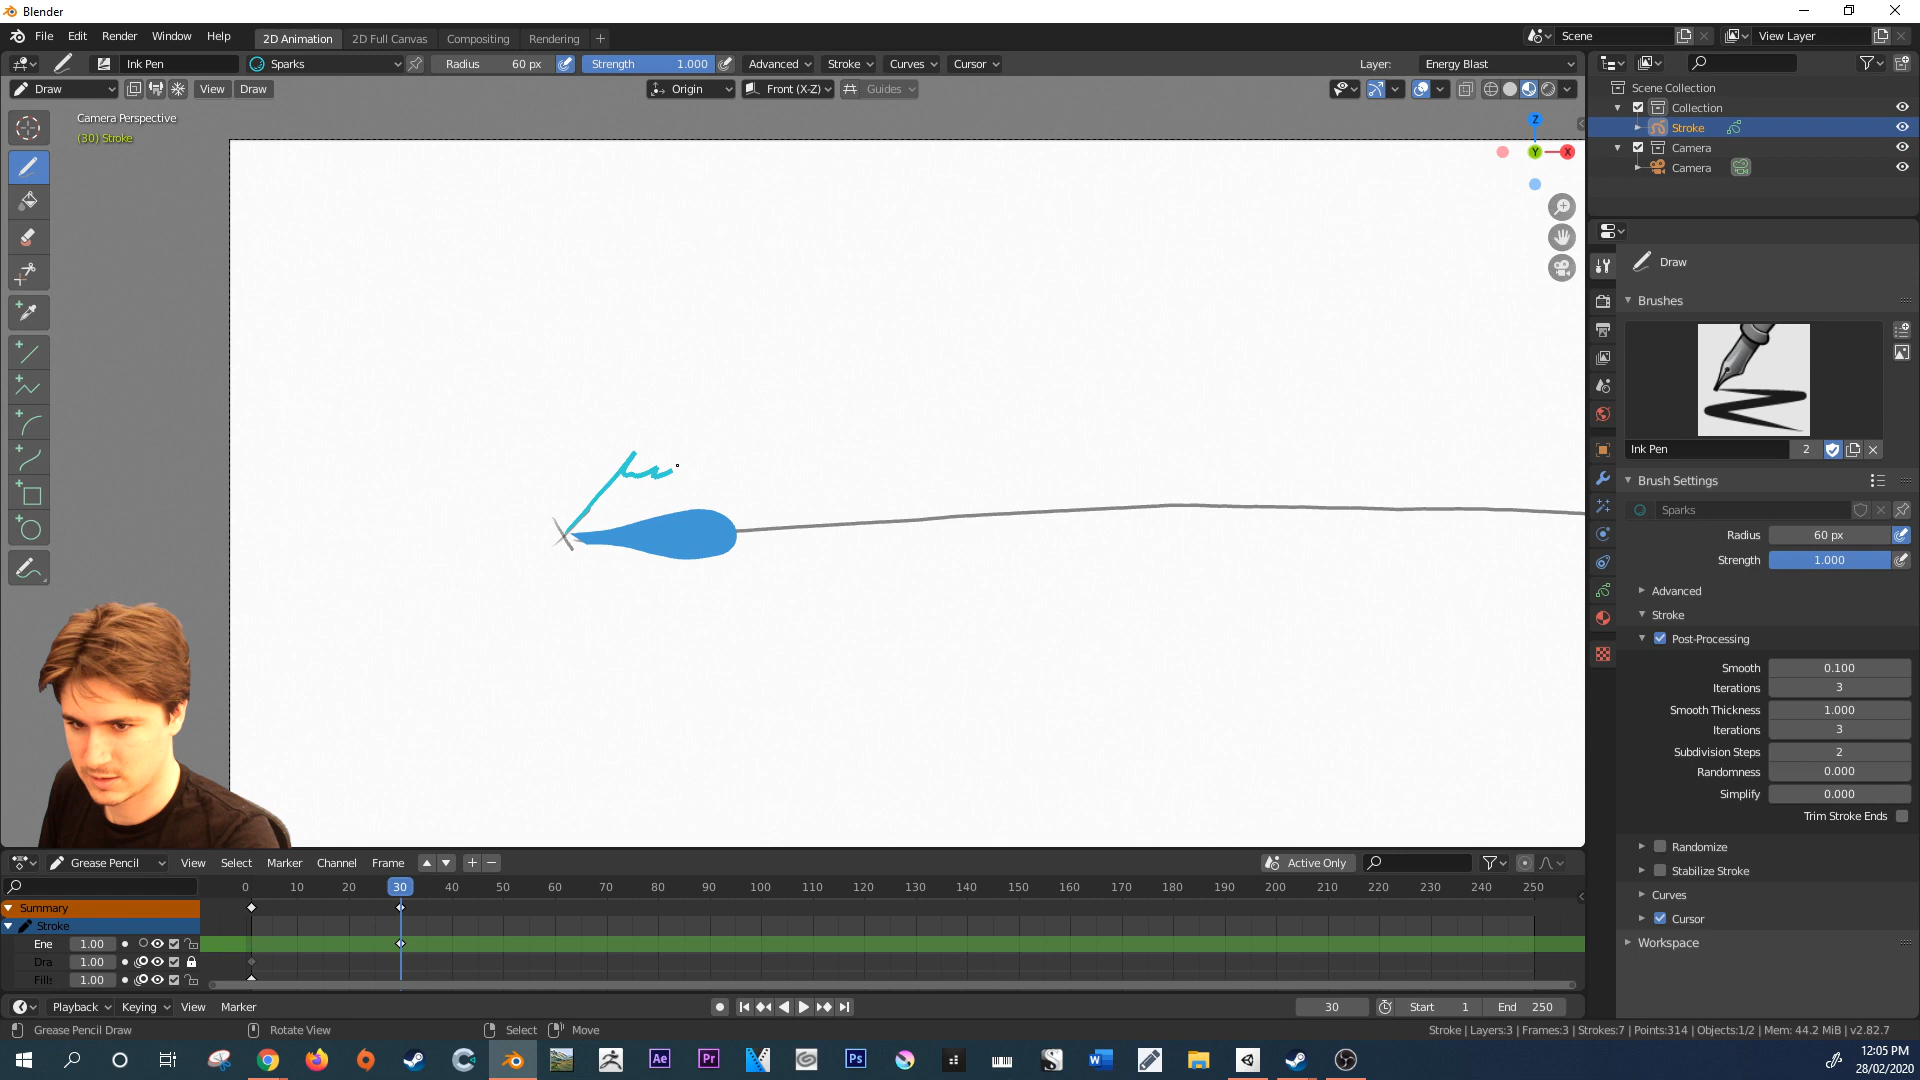 Blender
File Edit Render Window Help 2D Animation 2D Full Canvas Compositing Rendering + Scene View Layer
Ink Pen Sparks Radius 60 px Strength 1.000 Advanced Stroke Curves Cursor Layer: Energy Blast
Draw View Draw Origin Front (X-Z) Guides
Camera Perspective
(30) Stroke
Z
Y
X
Scene Collection
Collection
Stroke
Camera
Camera
Draw
Brushes
Ink Pen 2
Brush Settings
Sparks
Radius 60 px
Strength 1.000
Advanced
Stroke
Post-Processing
Smooth 0.100
Iterations 3
Smooth Thickness 1.000
Iterations 3
Subdivision Steps 2
Randomness 0.000
Simplify 0.000
Trim Stroke Ends
Randomize
Stabilize Stroke
Curves
Cursor
Workspace
Grease Pencil View Select Marker Channel Frame Active Only
0 10 20 30 40 50 60 70 80 90 100 110 120 130 140 150 160 170 180 190 200 210 220 230 240 250
Summary
Stroke
Ene 1.00
Dra 1.00
Fills 1.00
Playback Keying View Marker 30 Start 1 End 250
Grease Pencil Draw Rotate View Select Move Stroke | Layers:3 | Frames:3 | Strokes:7 | Points:314 | Objects:1/2 | Mem: 44.2 MiB | v2.82.7
Ae Pr Ps
12:05 PM
28/02/2020